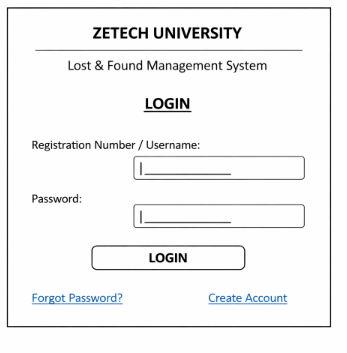 ZETECH UNIVERSITY
Lost & Found Management System
LOGIN
Registration Number / Username:
Password:
LOGIN
Forgot Password? Create Account